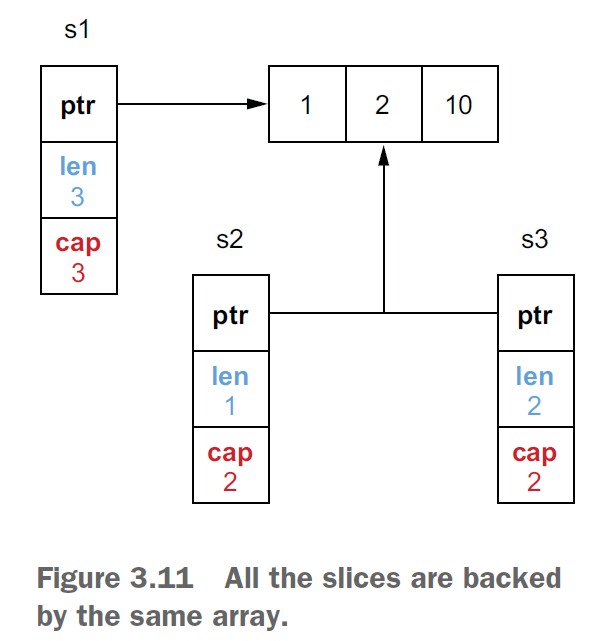 s1
ptr
1 2 10
len
3
cap
3
s2
s3
ptr
ptr
len
1
len
2
cap
2
cap
2
Figure 3.11 All the slices are backed
by the same array.